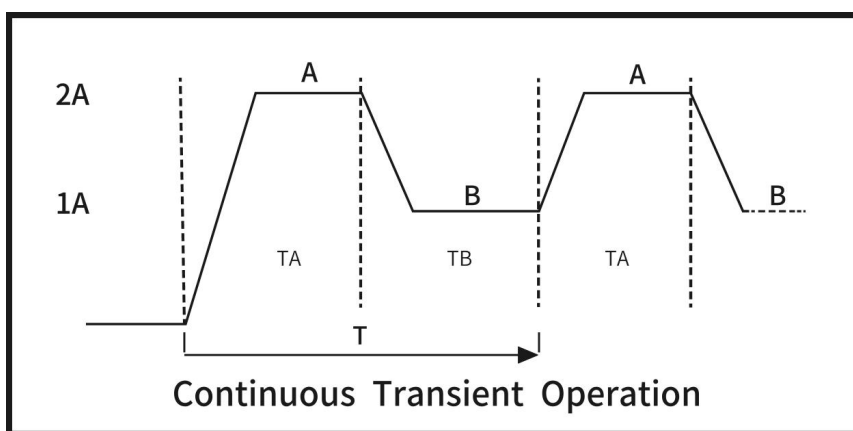 A A
2A
1A B B
TA TB TA
T
Continuous Transient Operation